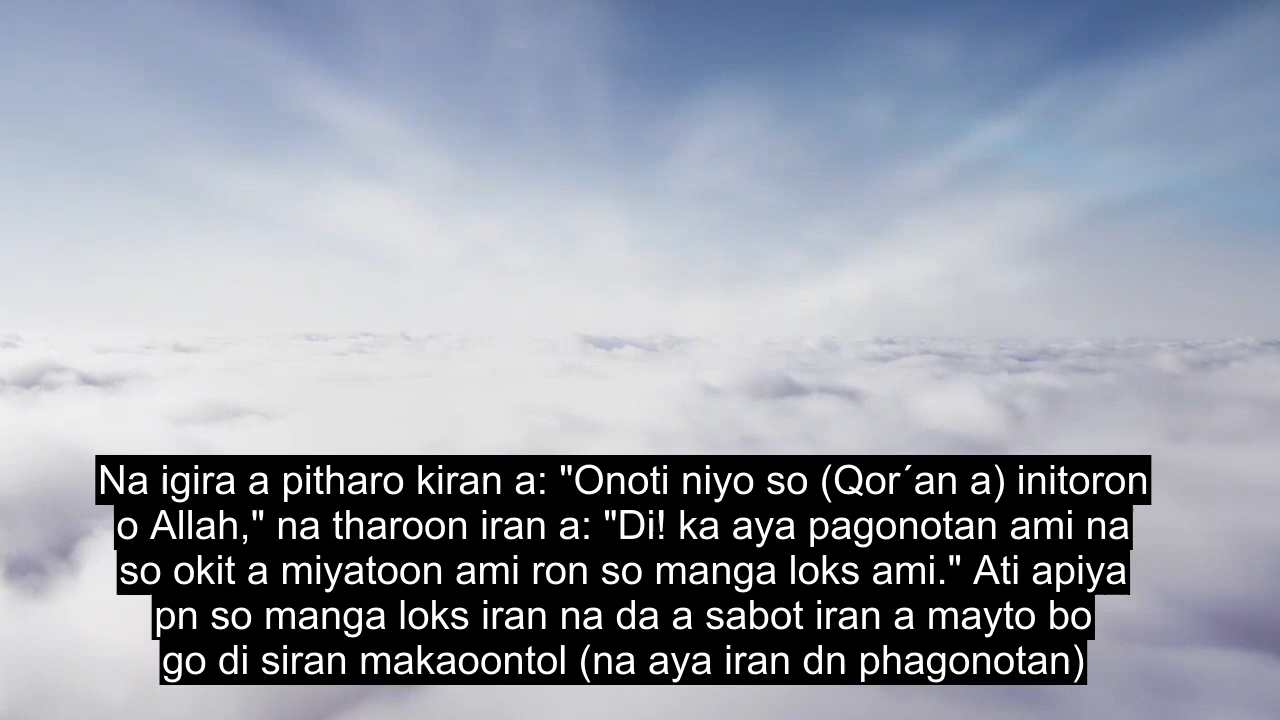 Na igira a pitharo kiran a: "Onoti niyo so (Qor´an a) initoron
o Allah," na tharoon iran a: "Di! ka aya pagonotan ami na
so okit a miyatoon ami ron so manga loks ami." Ati apiya
pn so manga loks iran na da a sabot iran a mayto bo
go di siran makaoontol (na aya iran dn phagonotan)